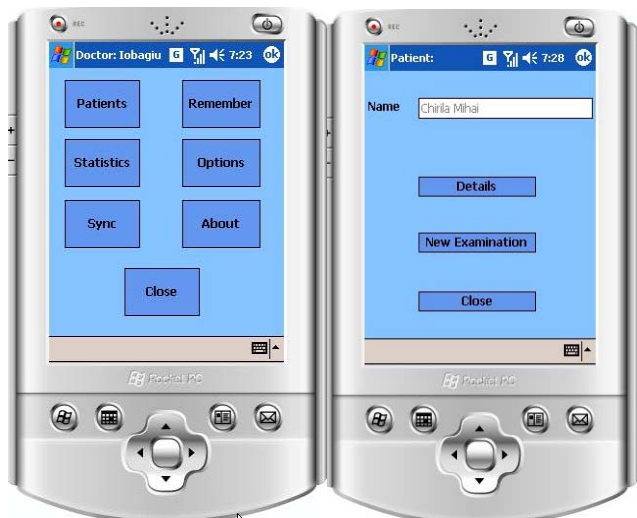 REC
Doctor: Iobagiu G 7:23 ok
Patients Remember
Statistics Options
Sync About
Close
Pocket PC
REC
Patient: G 7:28 ok
Name Chirila Mihai
Details
New Examination
Close
Pocket PC